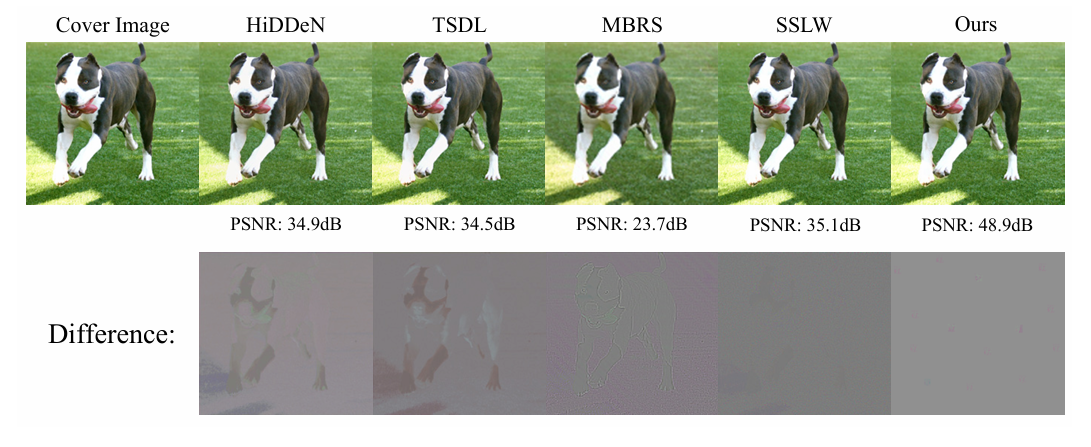 Cover Image HiDDeN TSDL MBRS SSLW Ours
PSNR: 34.9dB PSNR: 34.5dB PSNR: 23.7dB PSNR: 35.1dB PSNR: 48.9dB
Difference: